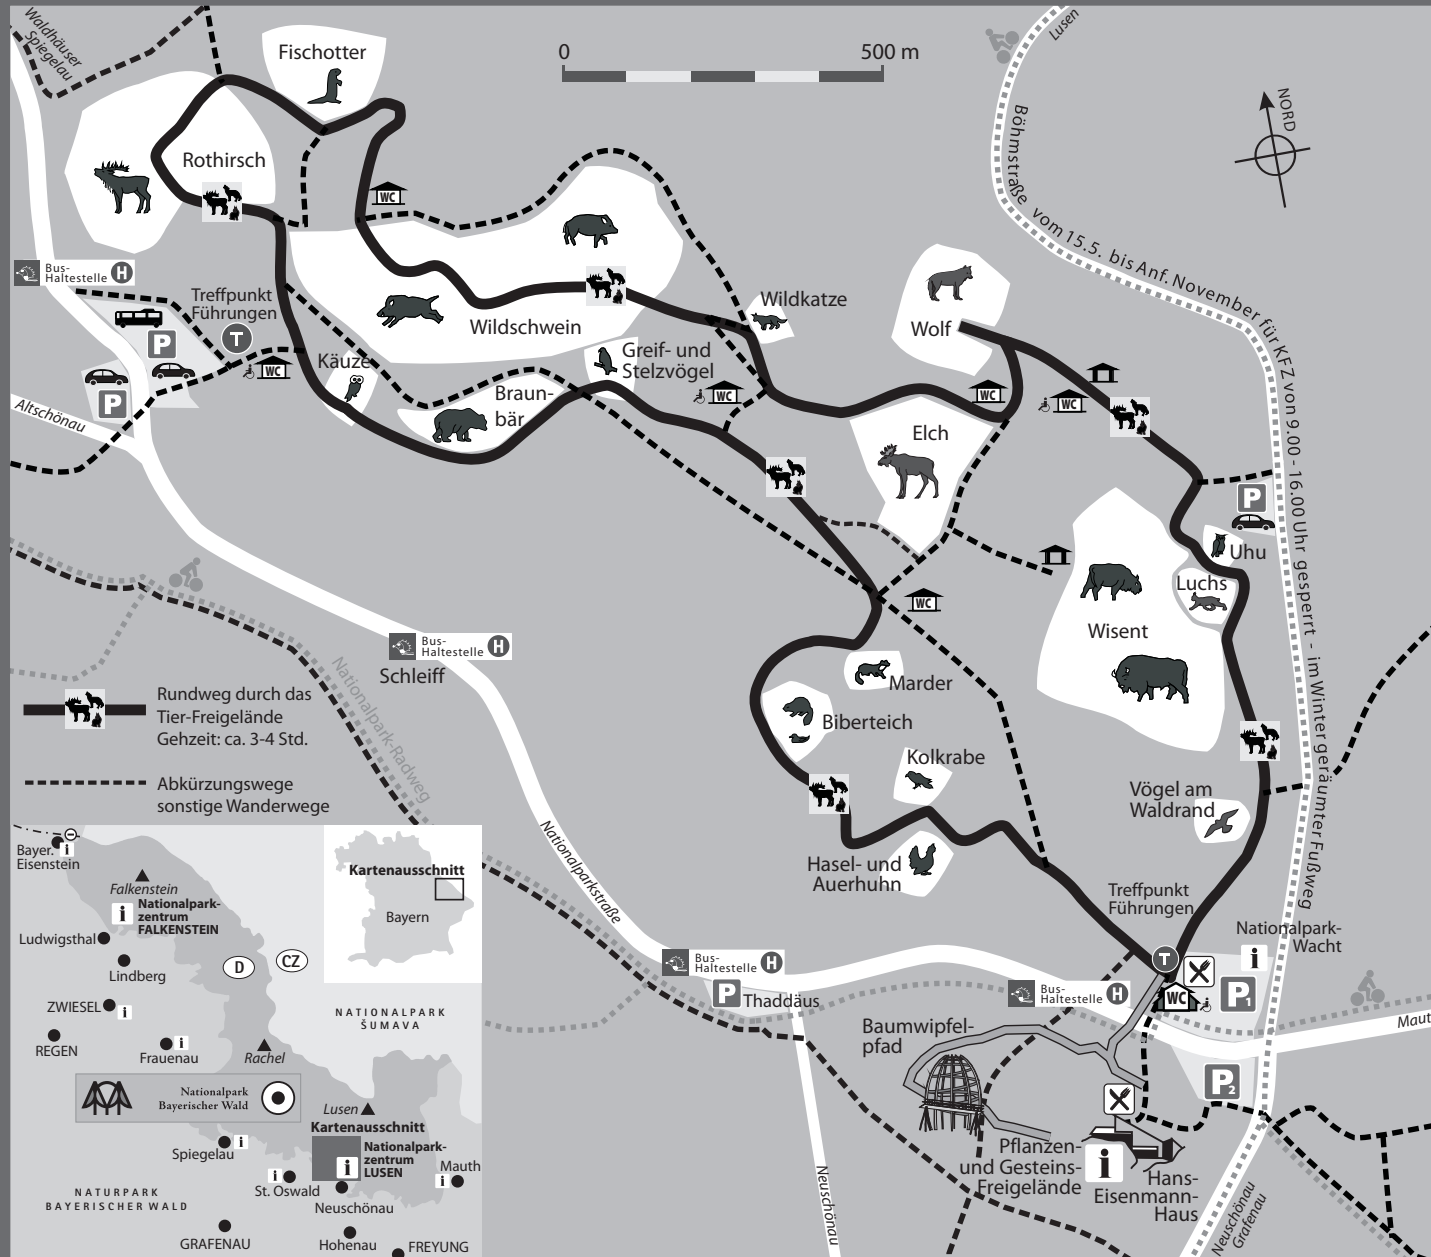 Waldhäuser
Spiegelau
Fischotter
0
500 m
Lusen
NORD
Rothirsch
WC
Böhmstraße vom 15.5. bis Anf. November für KFZ von 9.00 - 16.00 Uhr gesperrt - im Winter geräumter Fußweg
Bus-
Haltestelle H
Treffpunkt
Führungen
T
P
P
WC
Altschönau
Käuze
Wildschwein
Wildkatze
Greif- und
Stelzvögel
WC
Braun-
bär
Wolf
WC
WC
Elch
P
Uhu
Luchs
Wisent
WC
Bus-
Haltestelle H
Schleiff
Marder
Biberteich
Kolkrabe
Vögel am
Waldrand
Hasel- und
Auerhuhn
Nationalpark-Radweg
Rundweg durch das
Tier-Freigelände
Gehzeit: ca. 3-4 Std.
Abkürzungswege
sonstige Wanderwege
Nationalparkstraße
Treffpunkt
Führungen
T
Nationalpark-
Wacht
i
WC
P1
Bus-
Haltestelle H
P
Thaddäus
Bus-
Haltestelle H
Maut
P2
Baumwipfel-
pfad
Pflanzen-
und Gesteins-
Freigelände
i
Hans-
Eisenmann-
Haus
Neuschönau
Neuschönau
Grafenau
Bayer.
Eisenstein
i
Falkenstein
i
Nationalpark-
zentrum
FALKENSTEIN
Ludwigsthal
Lindberg
D
CZ
Kartenausschnitt
Bayern
ZWIESEL
i
REGEN
Frauenau
i
Rachel
NATIONALPARK
ŠUMAVA
Nationalpark
Bayerischer Wald
Lusen
Kartenausschnitt
Nationalpark-
zentrum
LUSEN
i
Spiegelau
i
i
St. Oswald
Mauth
i
Neuschönau
NATURPARK
BAYERISCHER WALD
GRAFENAU
Hohenau
FREYUNG